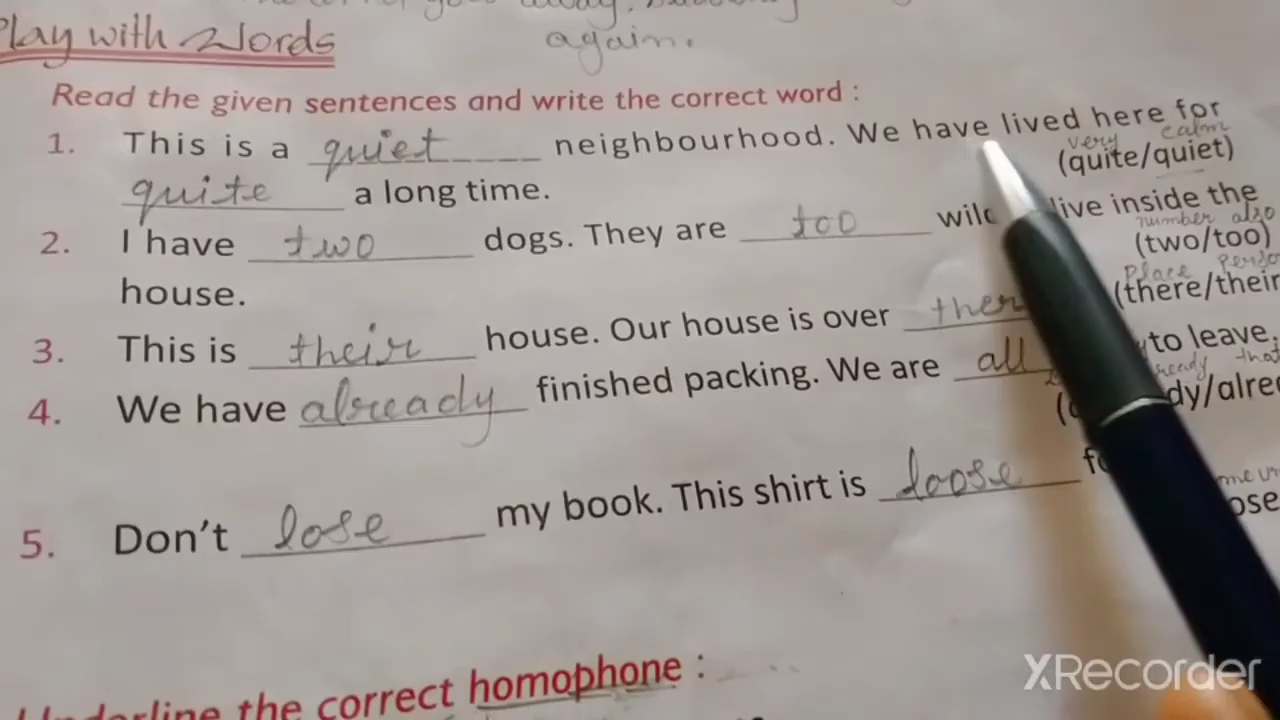 again.
Play with Words
Read the given sentences and write the correct word :
1. This is a quiet neighbourhood. We have lived here for
very calm
quite a long time. (quite/quiet)
2. I have two dogs. They are too live inside the
number also
house. (two/too)
Place
3. This is their house. Our house is over (there/their
4. We have already finished packing. We are all to leave.
5. Don't lose my book. This shirt is loose
Underline the correct homophone :
XRecorder